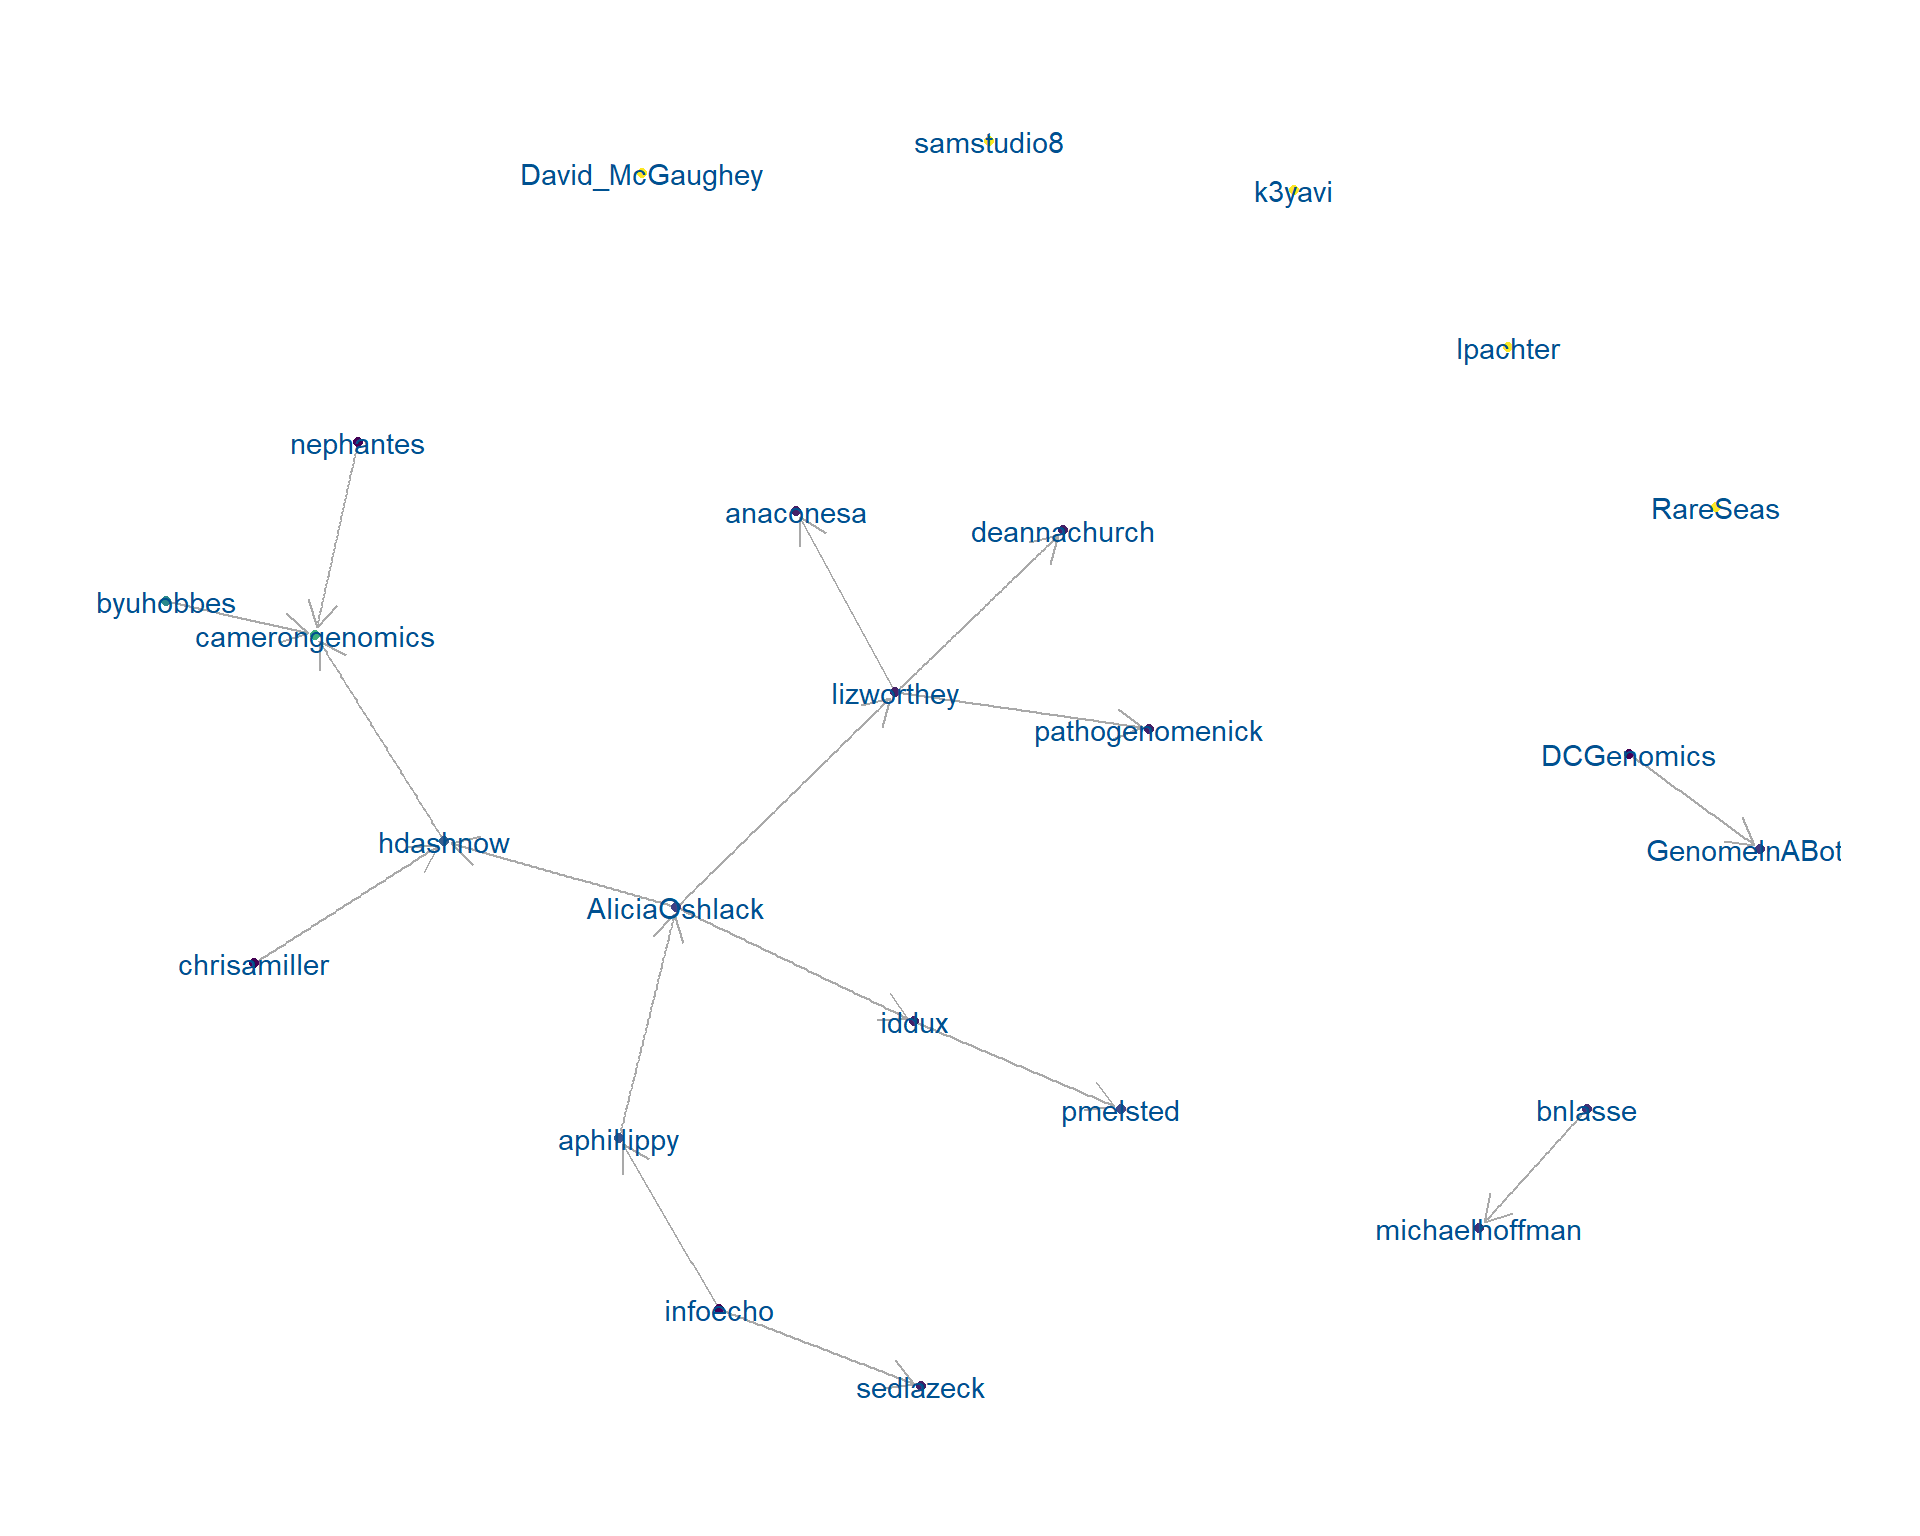 samstudio8
David_McGaughey
k3yavi
lpachter
nephantes
RareSeas
anaconesa
deannachurch
byuhobbes
camerongenomics
lizworthey
pathogenomenick
DCGenomics
hdashnow
GenomeInABot
AliciaOshlack
chrisamiller
iddux
pmelsted
bnlasse
aphillippy
michaelhoffman
infoecho
sedlazeck